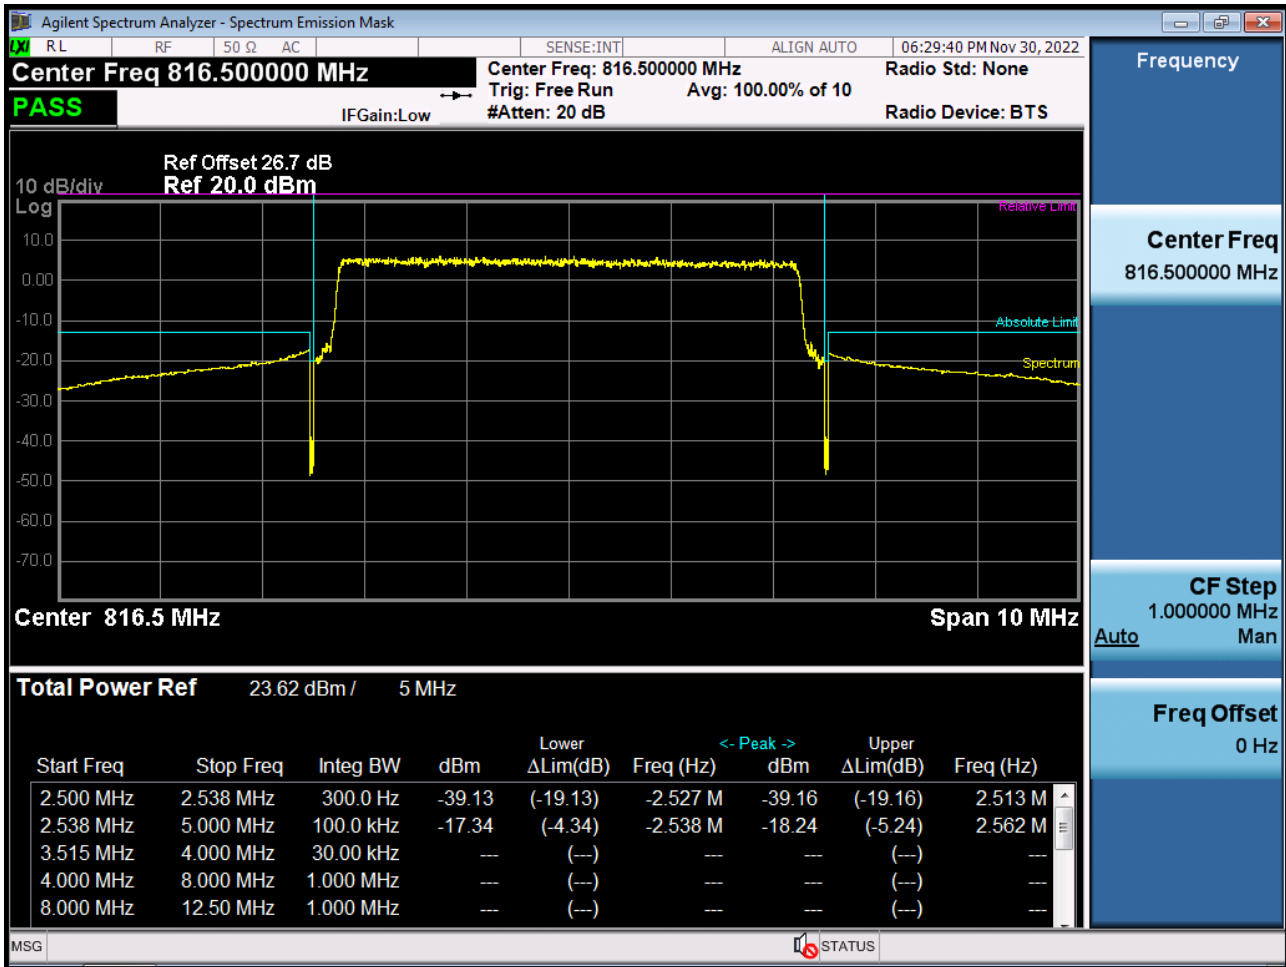 Agilent Spectrum Analyzer - Spectrum Emission Mask
LXI RL RF 50 Ω AC SENSE:INT ALIGN AUTO 06:29:40 PM Nov 30, 2022
Center Freq 816.500000 MHz Center Freq: 816.500000 MHz Radio Std: None
Trig: Free Run Avg: 100.00% of 10
PASS IFGain:Low #Atten: 20 dB Radio Device: BTS
Ref Offset 26.7 dB
10 dB/div Ref 20.0 dBm
Log
Relative Limit
10.0
0.00
-10.0
Absolute Limit
-20.0
Spectrum
-30.0
-40.0
-50.0
-60.0
-70.0
Center 816.5 MHz Span 10 MHz
Total Power Ref 23.62 dBm / 5 MHz
Lower <- Peak -> Upper
Start Freq Stop Freq Integ BW dBm ΔLim(dB) Freq (Hz) dBm ΔLim(dB) Freq (Hz)
2.500 MHz 2.538 MHz 300.0 Hz -39.13 (-19.13) -2.527 M -39.16 (-19.16) 2.513 M
2.538 MHz 5.000 MHz 100.0 kHz -17.34 (-4.34) -2.538 M -18.24 (-5.24) 2.562 M
3.515 MHz 4.000 MHz 30.00 kHz --- (---) --- --- (---) ---
4.000 MHz 8.000 MHz 1.000 MHz --- (---) --- --- (---) ---
8.000 MHz 12.50 MHz 1.000 MHz --- (---) --- --- (---) ---
MSG STATUS
Frequency
Center Freq
816.500000 MHz
CF Step
1.000000 MHz
Auto Man
Freq Offset
0 Hz